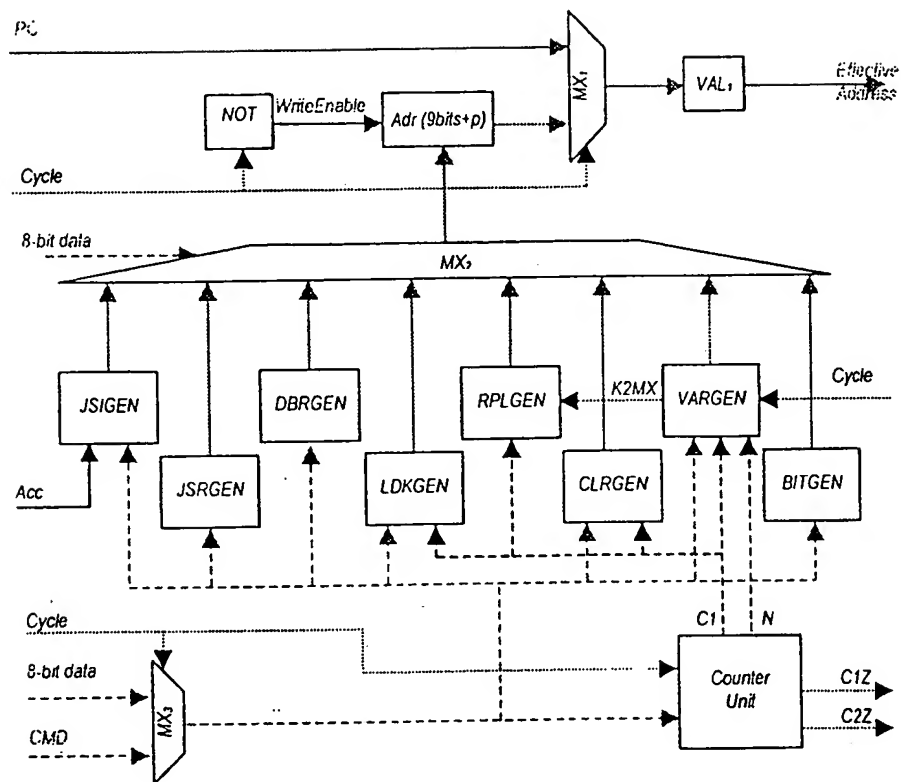 PC
MX₁
VAL₁
Effective
Address
NOT
WriteEnable
Adr (9bits+p)
Cycle
8-bit data
MX₂
JSIGEN
DBRGEN
RPLGEN
K2MX
VARGEN
Cycle
Acc
JSRGEN
LDKGEN
CLRGEN
BITGEN
C1
N
Cycle
8-bit data
CMD
MX₃
Counter
Unit
C1Z
C2Z